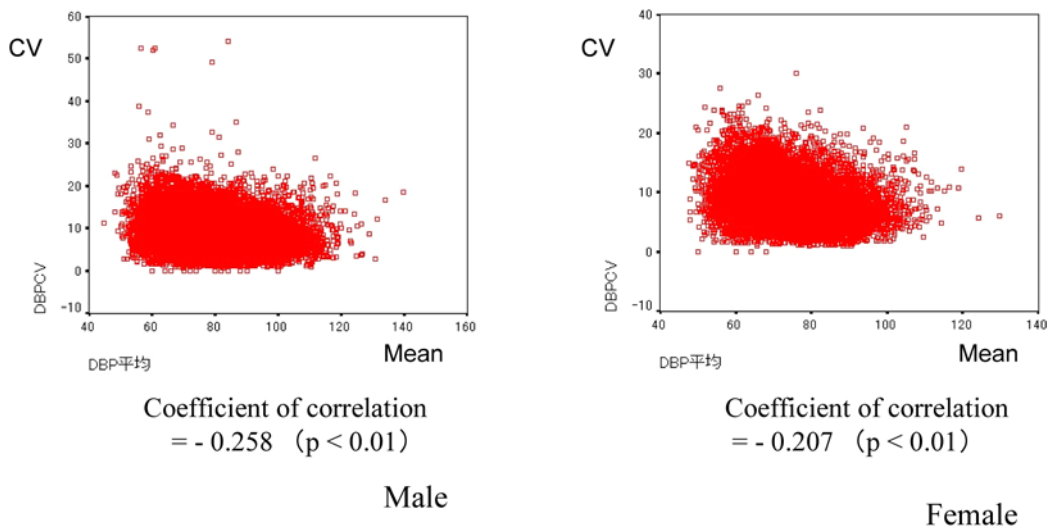 CV
60
50
40
30
20
10
0
-10
DBPCV
40 60 80 100 120 140 160
Mean
DBP平均
Coefficient of correlation
= - 0.258 （p < 0.01）
Male
CV
40
30
20
10
0
-10
DBPCV
40 60 80 100 120 140
Mean
DBP平均
Coefficient of correlation
= - 0.207 （p < 0.01）
Female